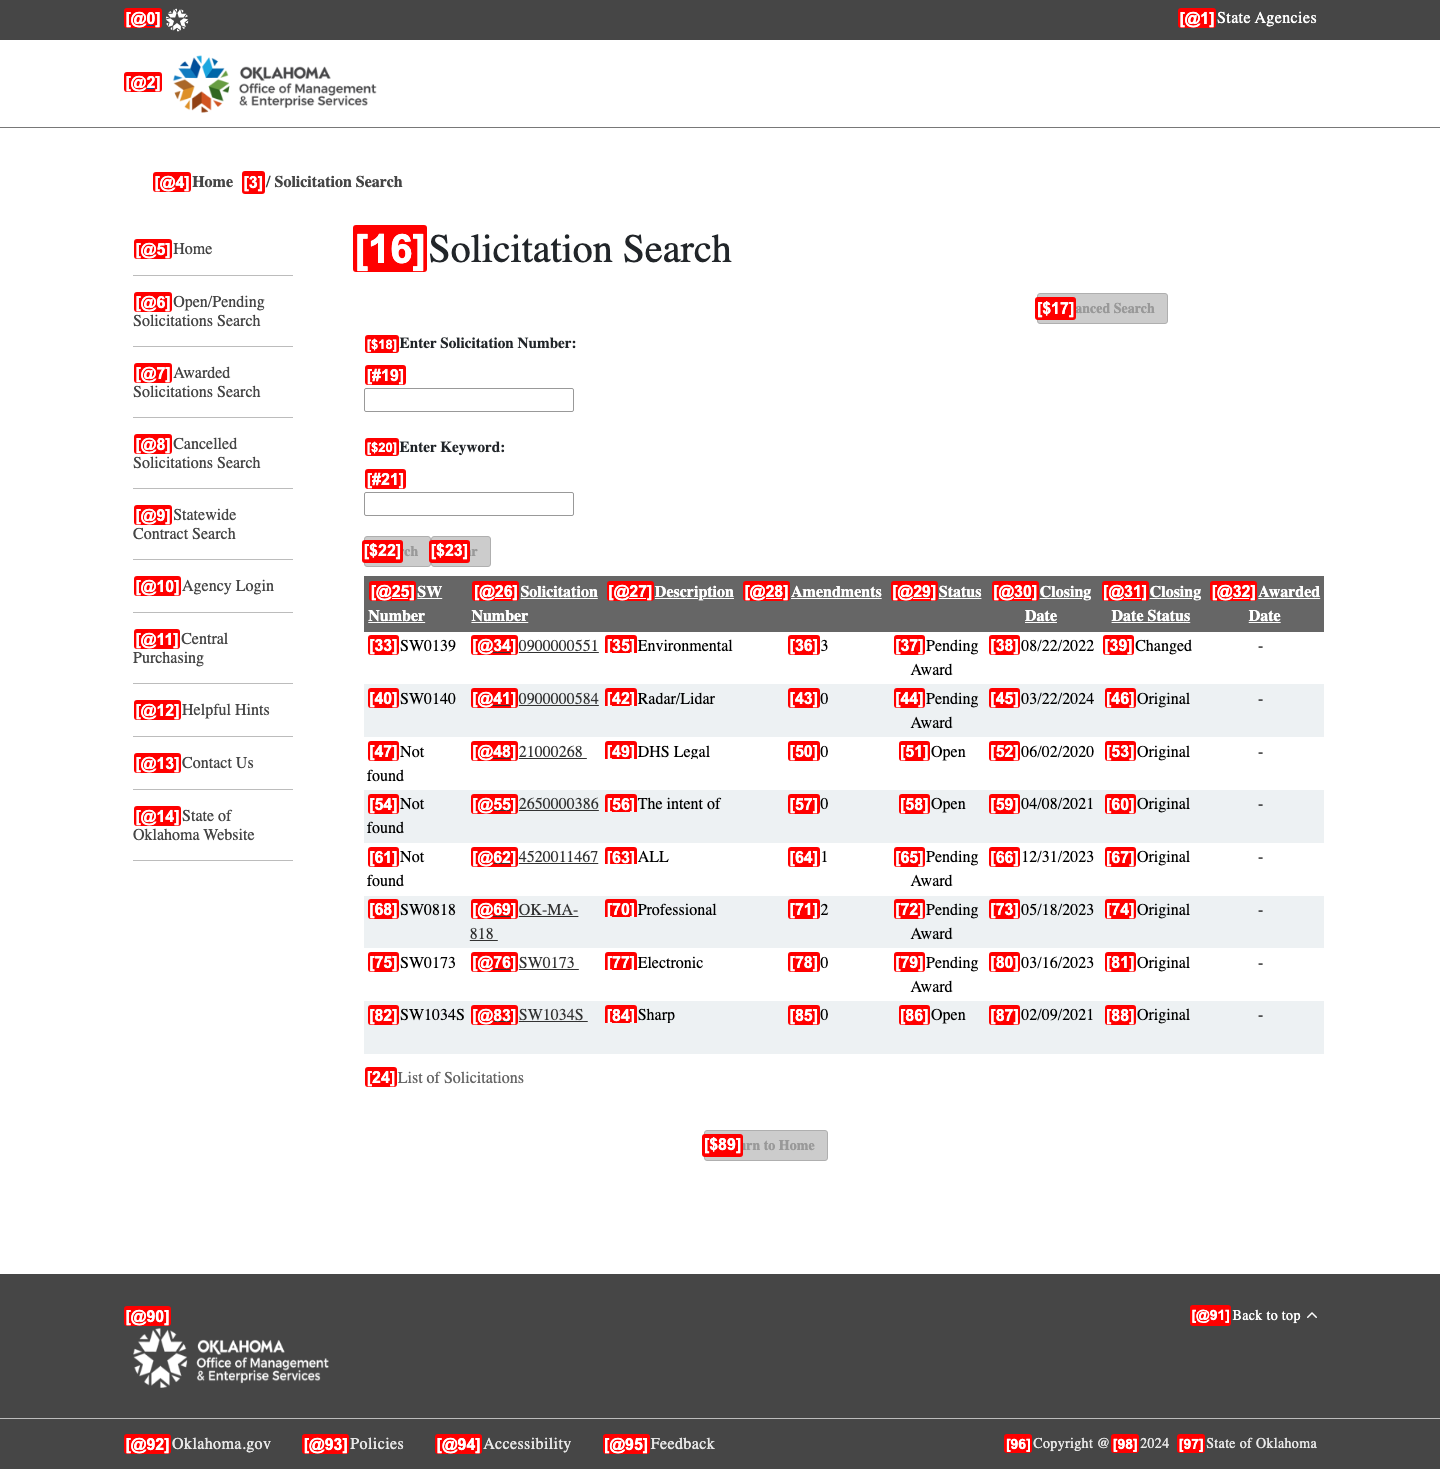 [@0]
[@1] State Agencies
[@2] OKLAHOMA
Office of Management
& Enterprise Services
[@4] Home [3] / Solicitation Search
[@5] Home
[@6] Open/Pending
Solicitations Search
[@7] Awarded
Solicitations Search
[@8] Cancelled
Solicitations Search
[@9] Statewide
Contract Search
[@10] Agency Login
[@11] Central
Purchasing
[@12] Helpful Hints
[@13] Contact Us
[@14] State of
Oklahoma Website
[16] Solicitation Search
[$17] anced Search
[$18] Enter Solicitation Number:
[#19]
[$20] Enter Keyword:
[#21]
[$22] ch [$23] r
[@25] SW Number [@26] Solicitation Number [@27] Description [@28] Amendments [@29] Status [@30] Closing Date [@31] Closing Date Status [@32] Awarded Date
[33] SW0139 [@34] 0900000551 [35] Environmental [36] 3 [37] Pending Award [38] 08/22/2022 [39] Changed -
[40] SW0140 [@41] 0900000584 [42] Radar/Lidar [43] 0 [44] Pending Award [45] 03/22/2024 [46] Original -
[47] Not found [@48] 21000268 [49] DHS Legal [50] 0 [51] Open [52] 06/02/2020 [53] Original -
[54] Not found [@55] 2650000386 [56] The intent of [57] 0 [58] Open [59] 04/08/2021 [60] Original -
[61] Not found [@62] 4520011467 [63] ALL [64] 1 [65] Pending Award [66] 12/31/2023 [67] Original -
[68] SW0818 [@69] OK-MA-818 [70] Professional [71] 2 [72] Pending Award [73] 05/18/2023 [74] Original -
[75] SW0173 [@76] SW0173 [77] Electronic [78] 0 [79] Pending Award [80] 03/16/2023 [81] Original -
[82] SW1034S [@83] SW1034S [84] Sharp [85] 0 [86] Open [87] 02/09/2021 [88] Original -
[24] List of Solicitations
[$89] rn to Home
[@90]
OKLAHOMA
Office of Management
& Enterprise Services
[@91] Back to top
[@92] Oklahoma.gov [@93] Policies [@94] Accessibility [@95] Feedback [96] Copyright @ [98] 2024 [97] State of Oklahoma